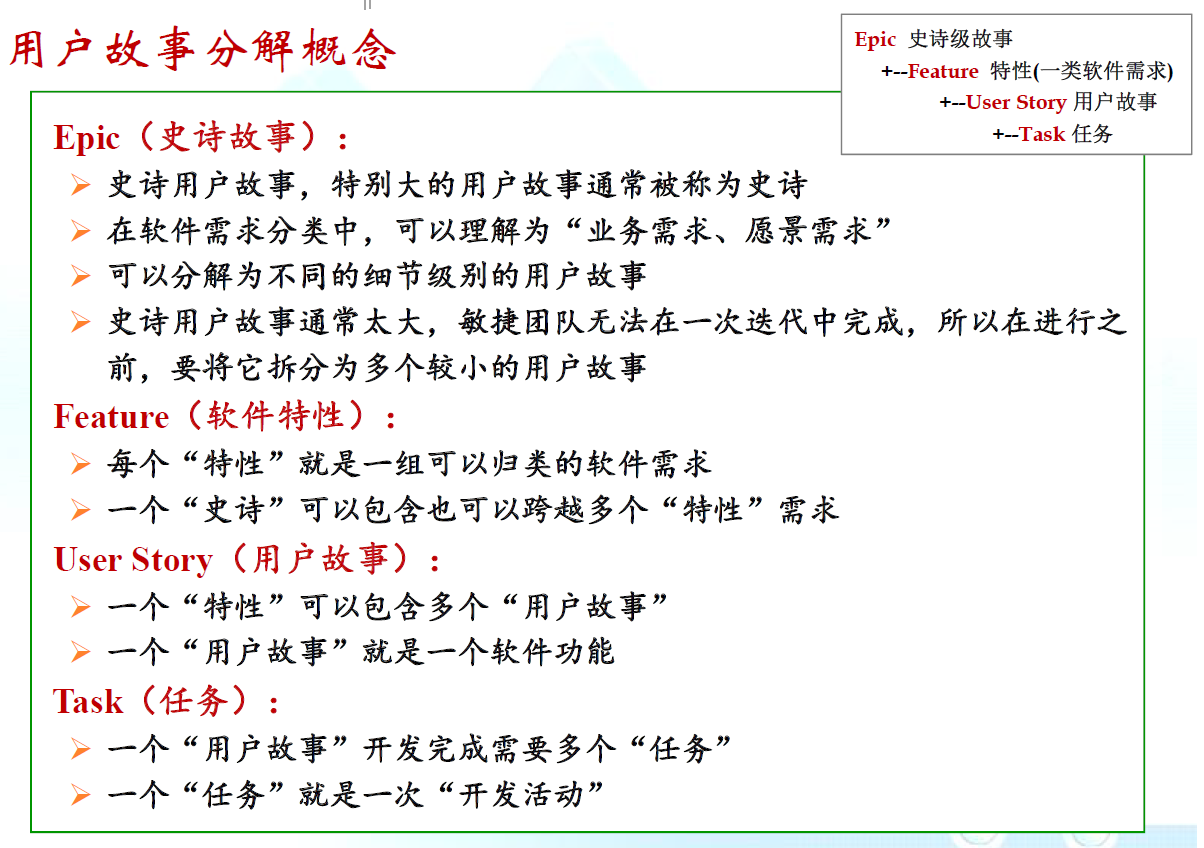 用户故事分解概念
Epic 史诗级故事
+--Feature 特性(一类软件需求)
+--User Story 用户故事
+--Task 任务
Epic（史诗故事）：
史诗用户故事，特别大的用户故事通常被称为史诗
在软件需求分类中，可以理解为“业务需求、愿景需求”
可以分解为不同的细节级别的用户故事
史诗用户故事通常太大，敏捷团队无法在一次迭代中完成，所以在进行之
前，要将它拆分为多个较小的用户故事
Feature（软件特性）：
每个“特性”就是一组可以归类的软件需求
一个“史诗”可以包含也可以跨越多个“特性”需求
User Story（用户故事）：
一个“特性”可以包含多个“用户故事”
一个“用户故事”就是一个软件功能
Task（任务）：
一个“用户故事”开发完成需要多个“任务”
一个“任务”就是一次“开发活动”